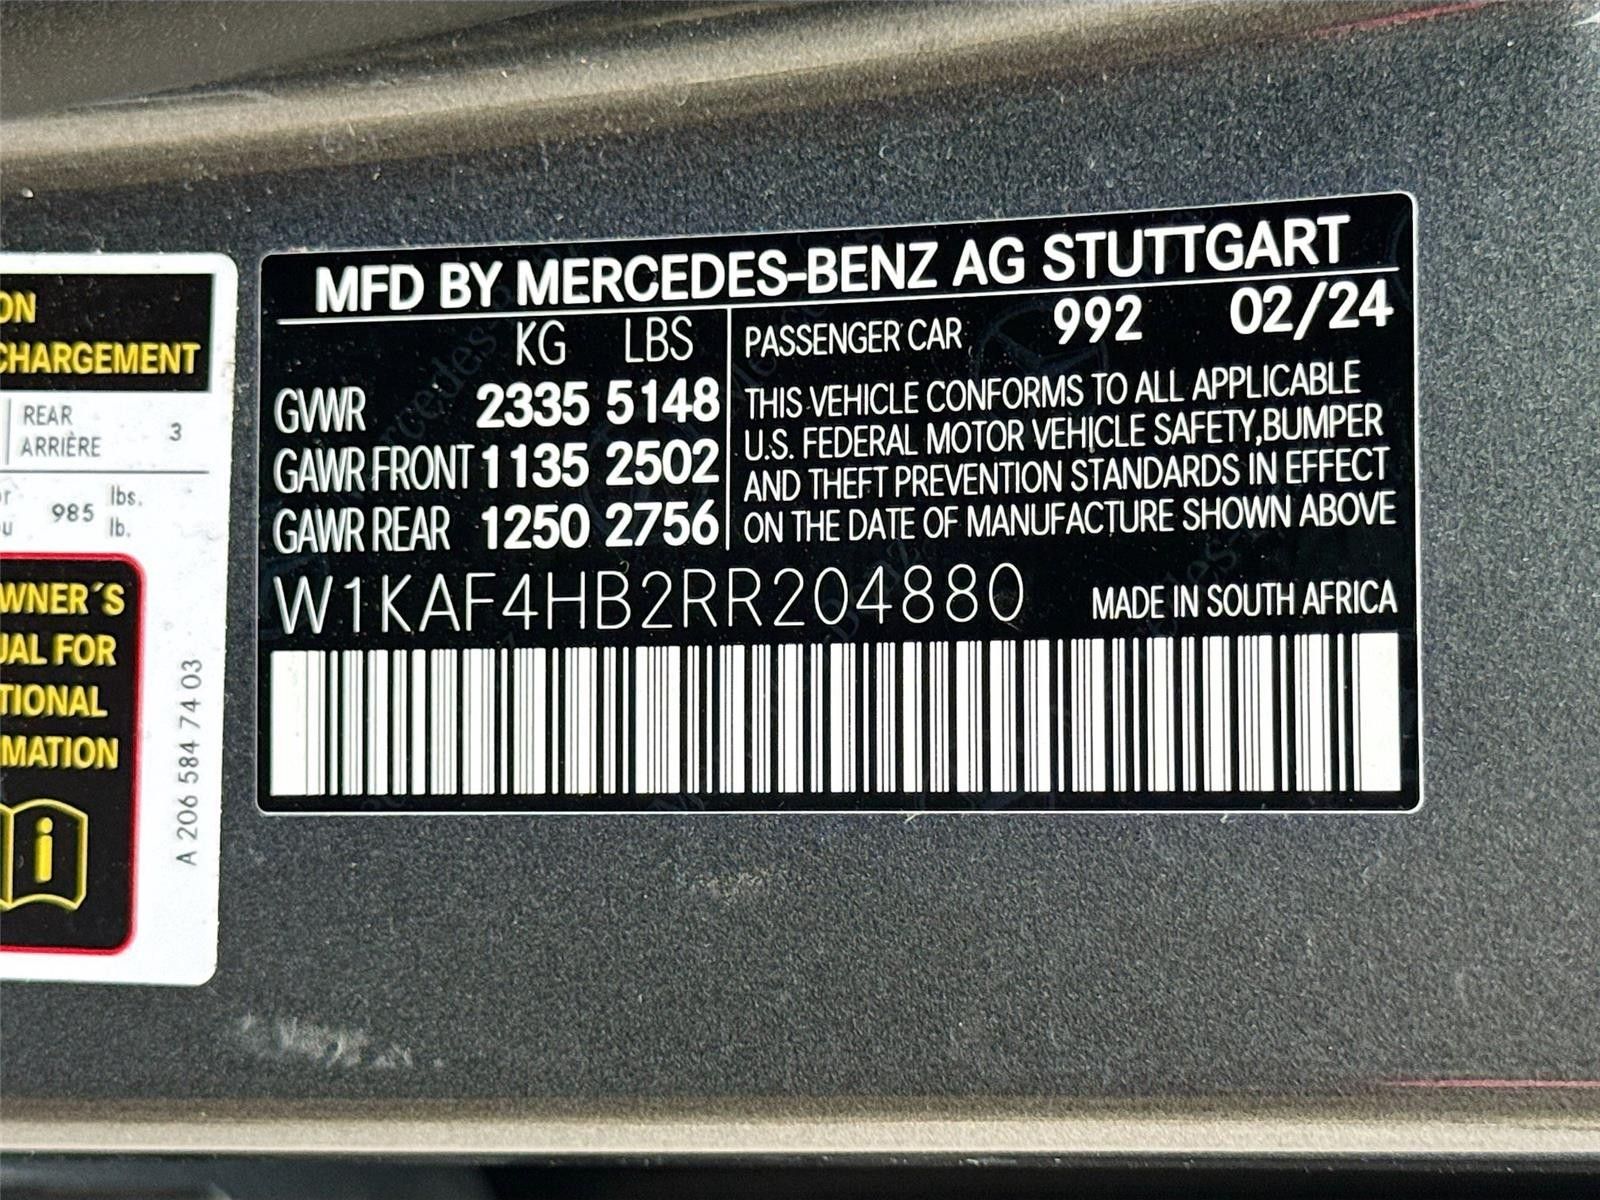 ON
CHARGEMENT
REAR
ARRIÈRE 3
985 lbs.
lb.
WNER´S
UAL FOR
TIONAL
MATION
i
A 206 584 74 03
MFD BY MERCEDES-BENZ AG STUTTGART
KG LBS
GVWR 2335 5148
GAWR FRONT 1135 2502
GAWR REAR 1250 2756
PASSENGER CAR 992 02/24
THIS VEHICLE CONFORMS TO ALL APPLICABLE
U.S. FEDERAL MOTOR VEHICLE SAFETY,BUMPER
AND THEFT PREVENTION STANDARDS IN EFFECT
ON THE DATE OF MANUFACTURE SHOWN ABOVE
W1KAF4HB2RR204880 MADE IN SOUTH AFRICA